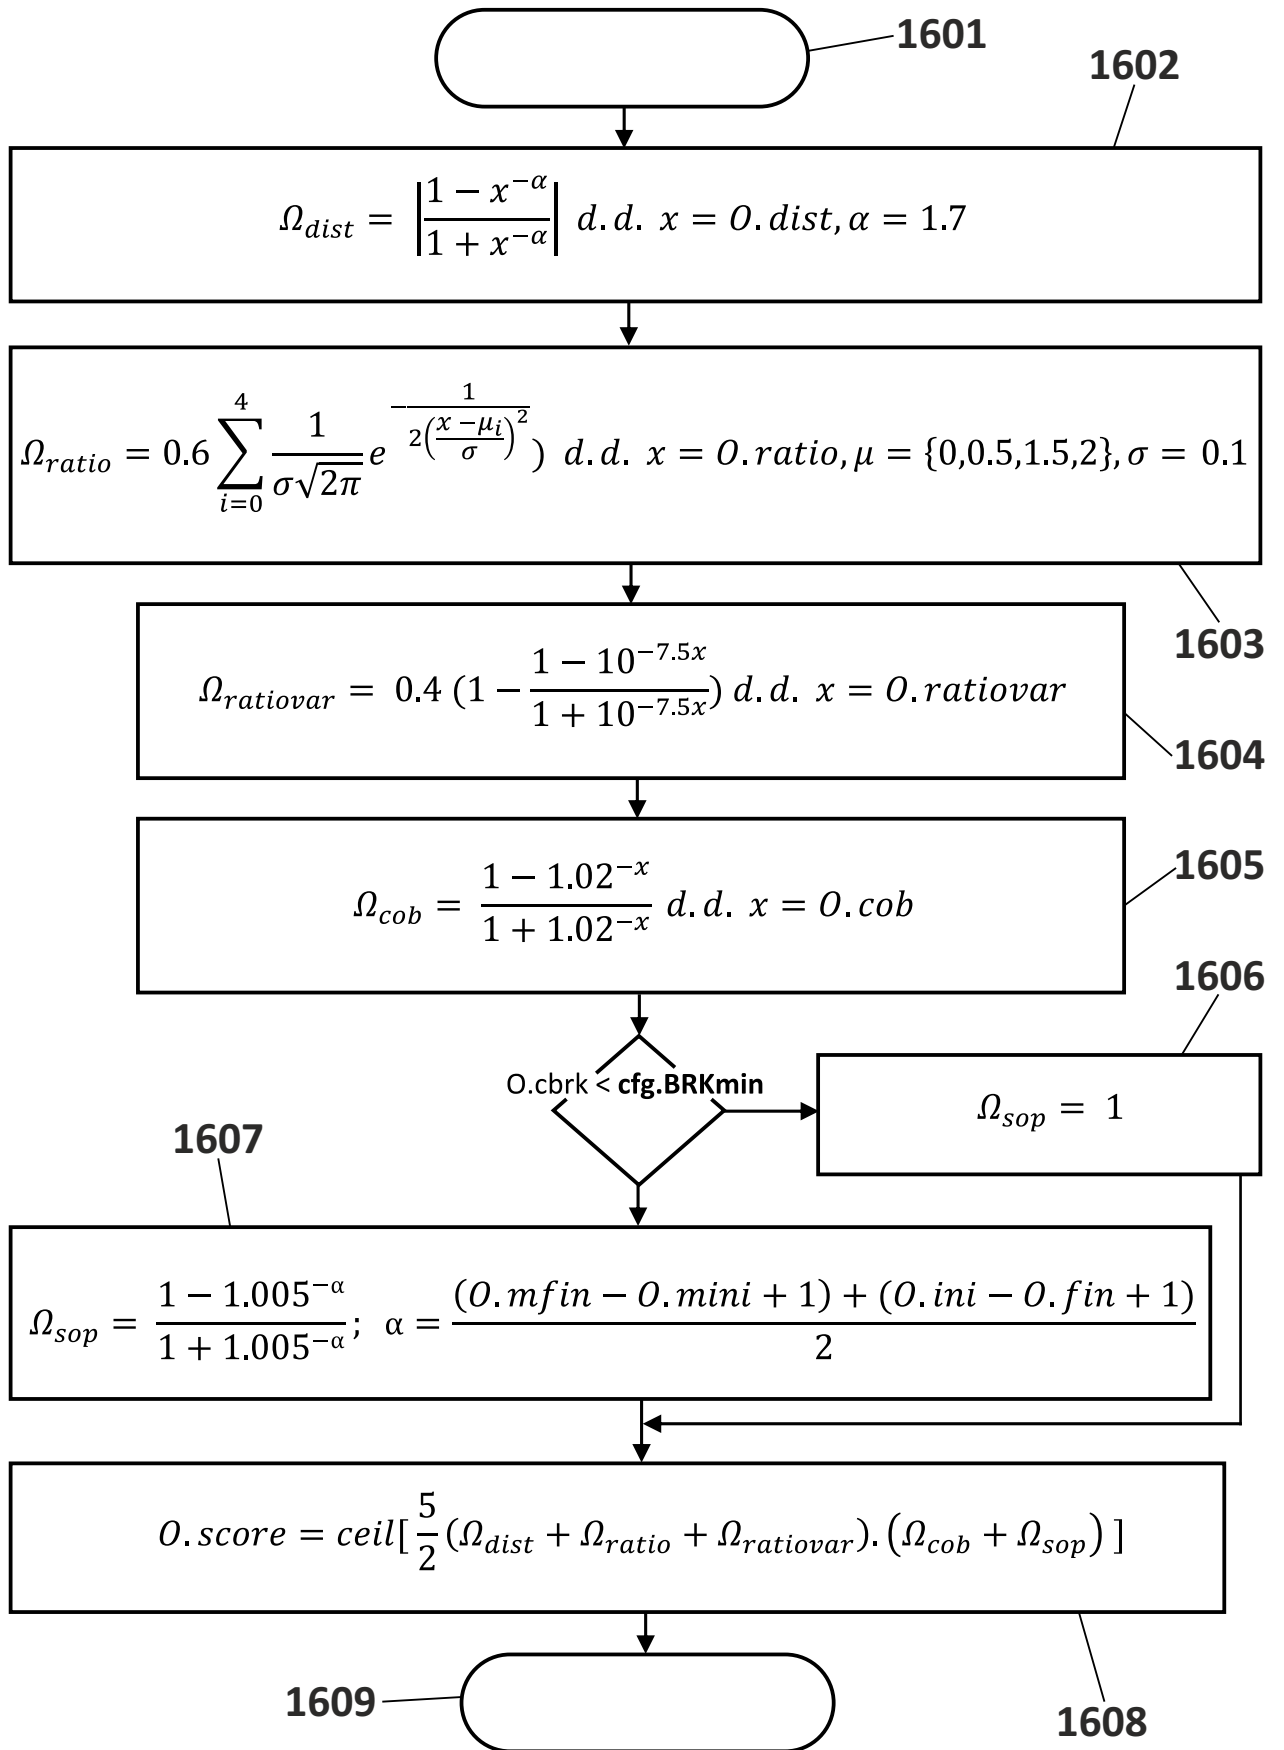 1601
1602
Ω_dist = |(1 − x^(−α))/(1 + x^(−α))| d.d. x = O.dist, α = 1.7
Ω_ratio = 0.6 ∑_(i=0)^4 1/(σ√(2π)) e^(−1/(2((x − μ_i)/σ)^2))) d.d. x = O.ratio, μ = {0,0.5,1.5,2}, σ = 0.1
1603
Ω_ratiovar = 0.4 (1 − (1 − 10^(−7.5x))/(1 + 10^(−7.5x))) d.d. x = O.ratiovar
1604
Ω_cob = (1 − 1.02^(−x))/(1 + 1.02^(−x)) d.d. x = O.cob
1605
1606
O.cbrk < cfg.BRKmin
Ω_sop = 1
1607
Ω_sop = (1 − 1.005^(−α))/(1 + 1.005^(−α)); α = ((O.mfin − O.mini + 1) + (O.ini − O.fin + 1))/2
O.score = ceil[ 5/2 (Ω_dist + Ω_ratio + Ω_ratiovar).(Ω_cob + Ω_sop) ]
1609
1608